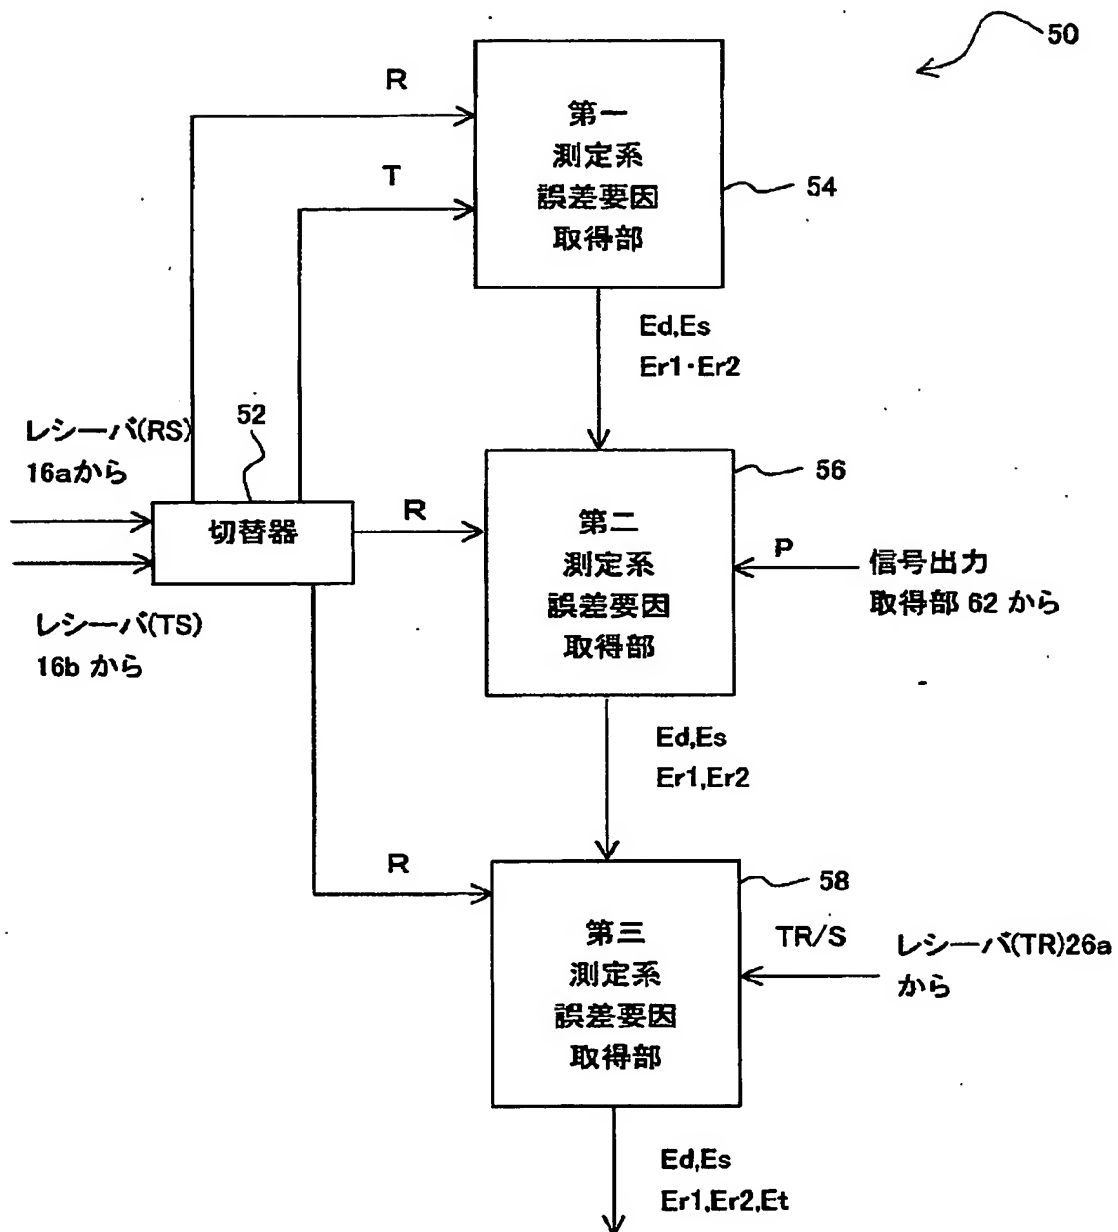 50
R
第一
測定系
誤差要因
取得部
T
54
Ed,Es
Er1・Er2
レシーバ(RS)
16aから
52
切替器
R
第二
測定系
誤差要因
取得部
56
P
信号出力
取得部 62 から
レシーバ(TS)
16b から
Ed,Es
Er1,Er2
R
第三
測定系
誤差要因
取得部
58
TR/S
レシーバ(TR)26a
から
Ed,Es
Er1,Er2,Et